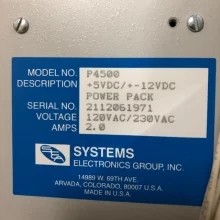 MODEL NO. P4500
DESCRIPTION +5VDC/+-12VDC
POWER PACK
SERIAL NO. 2112061971
VOLTAGE 120VAC/230VAC
AMPS 2.0
SYSTEMS
ELECTRONICS GROUP, INC.
14989 W. 69TH AVE.
ARVADA, COLORADO, 80007 U.S.A.
MADE IN U.S.A.